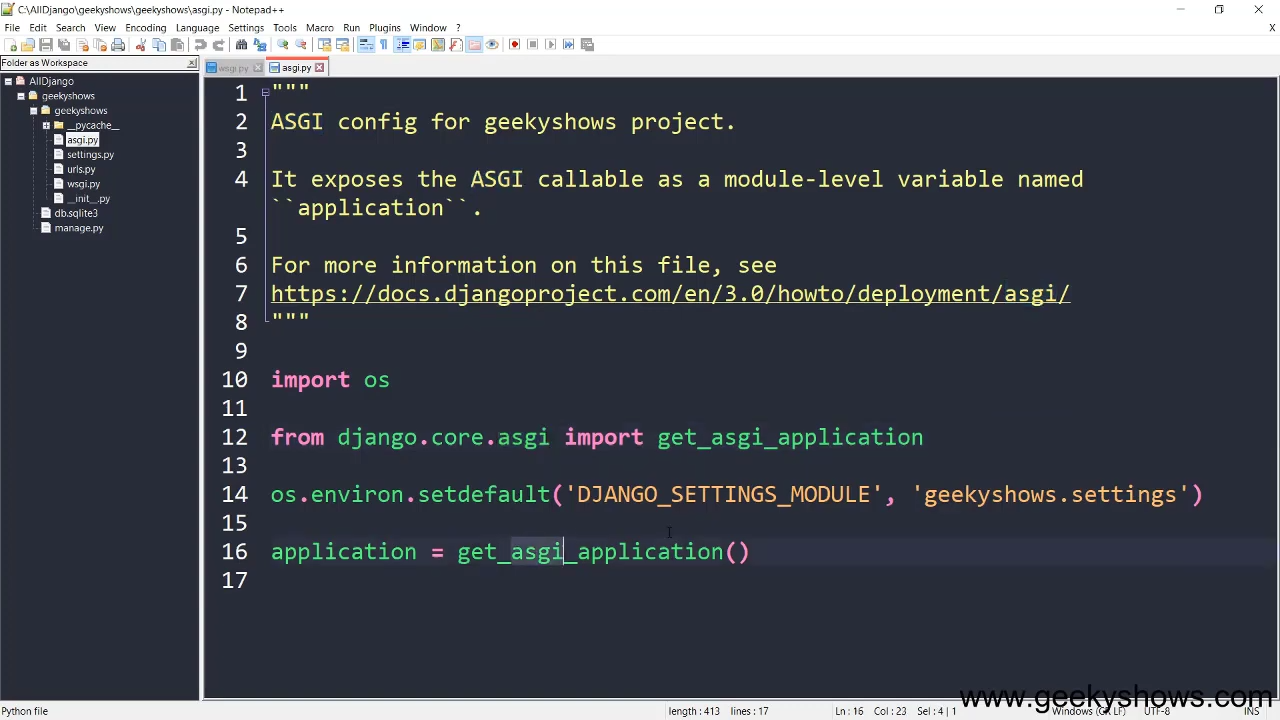 C:\AllDjango\geekyshows\geekyshows\asgi.py - Notepad++
File Edit Search View Encoding Language Settings Tools Macro Run Plugins Window ? X
Folder as Workspace
wsgi.py asgi.py
AllDjango
geekyshows
geekyshows
__pycache__
asgi.py
settings.py
urls.py
wsgi.py
__init__.py
db.sqlite3
manage.py
1 """
2 ASGI config for geekyshows project.
3
4 It exposes the ASGI callable as a module-level variable named
``application``.
5
6 For more information on this file, see
7 https://docs.djangoproject.com/en/3.0/howto/deployment/asgi/
8 """
9
10 import os
11
12 from django.core.asgi import get_asgi_application
13
14 os.environ.setdefault('DJANGO_SETTINGS_MODULE', 'geekyshows.settings')
15
16 application = get_asgi_application()
17
www.geekyshows.com
Python file length : 413 lines : 17 Ln : 16 Col : 23 Sel : 4 | 1 Windows (CR LF) UTF-8 INS